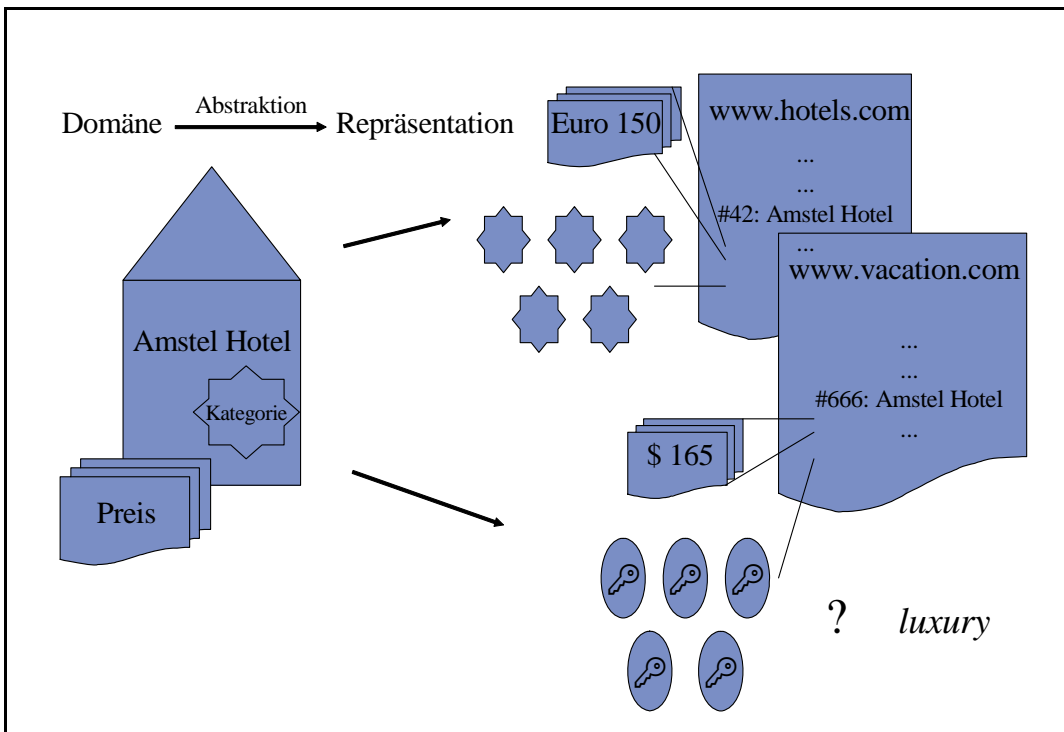 Abstraktion
Domäne
Repräsentation
Amstel Hotel
Kategorie
Preis
Euro 150
www.hotels.com
...
...
#42: Amstel Hotel
...
www.vacation.com
...
...
#666: Amstel Hotel
...
$ 165
? luxury